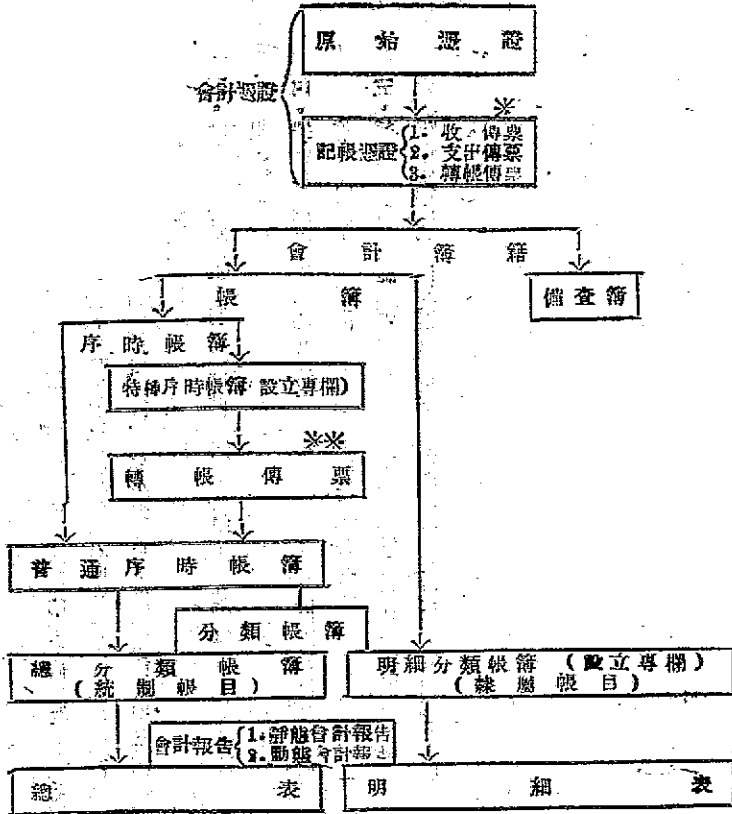 原始憑證
會計憑證
※
記帳憑證
1. 收 傳票
2. 支出傳票
3. 轉帳傳票
會計簿籍
帳簿
備查簿
序時帳簿
特種序時帳簿 設立專欄)
※※
轉帳傳票
普通序時帳簿
分類帳簿
總分類帳簿
(統制帳目)
明細分類帳簿(設立專欄)
(隸屬帳目)
會計報告
1. 靜態會計報告
2. 動態會計報
總表
明細表